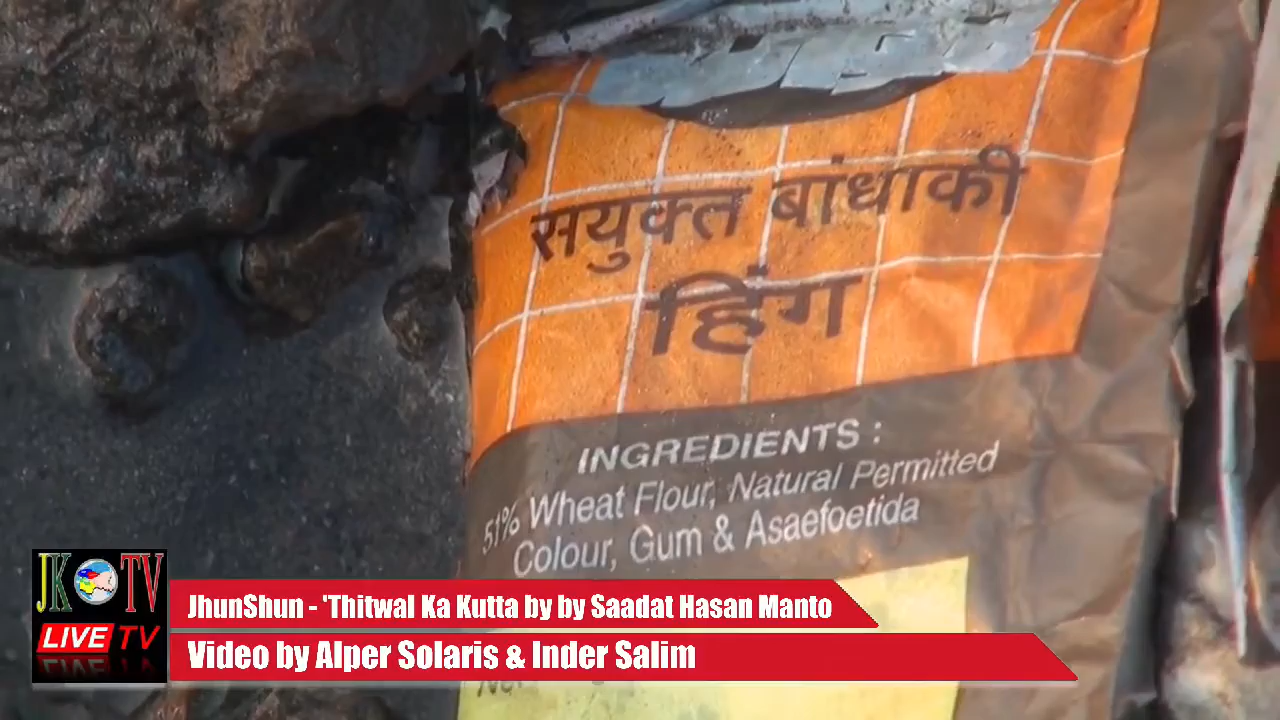 सयुक्त बांधाकी
हिंग
INGREDIENTS :
51% Wheat Flour, Natural Permitted
Colour, Gum & Asaefoetida
JK TV
LIVE TV
JhunShun - 'Thitwal Ka Kutta by by Saadat Hasan Manto
Video by Alper Solaris & Inder Salim